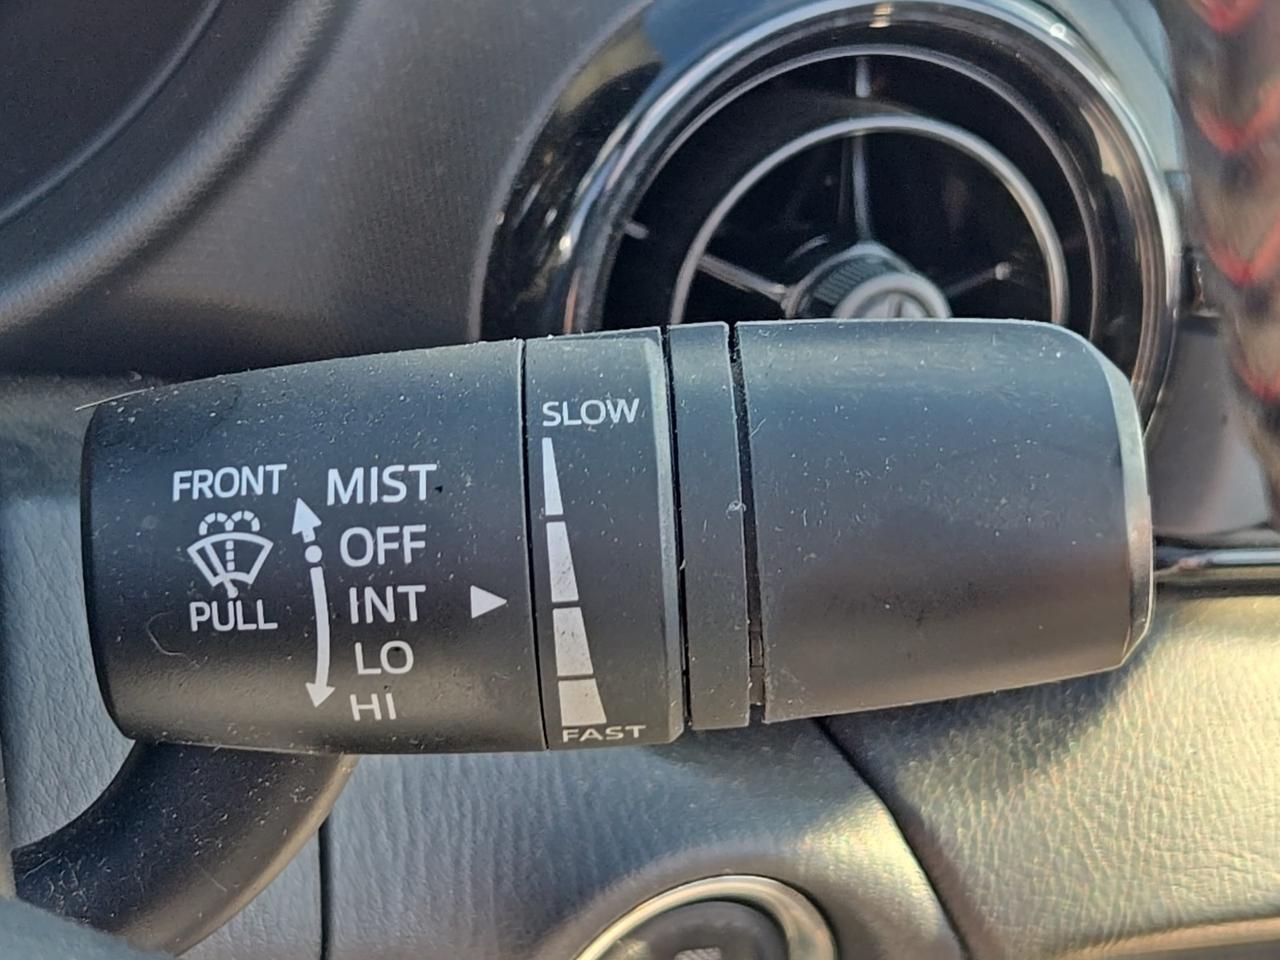 SLOW
FRONT
MIST
OFF
INT
PULL
LO
HI
FAST